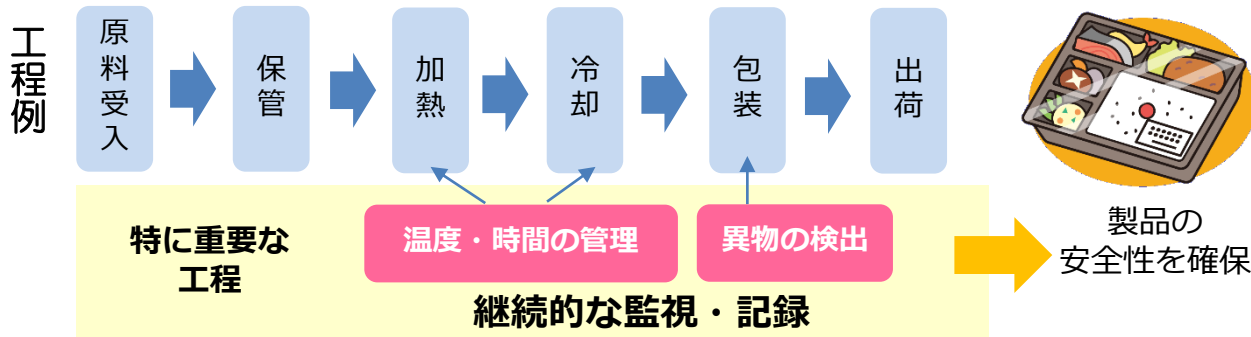 工程例
原料受入
保管
加熱
冷却
包装
出荷
特に重要な
工程
温度・時間の管理
異物の検出
継続的な監視・記録
製品の
安全性を確保